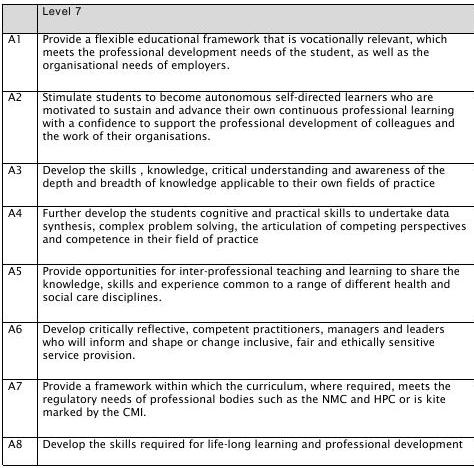 Level 7
A1 Provide a flexible educational framework that is vocationally relevant, which
meets the professional development needs of the student, as well as the
organisational needs of employers.
A2 Stimulate students to become autonomous self-directed learners who are
motivated to sustain and advance their own continuous professional learning
with a confidence to support the professional development of colleagues and
the work of their organisations.
A3 Develop the skills , knowledge, critical understanding and awareness of the
depth and breadth of knowledge applicable to their own fields of practice
A4 Further develop the students cognitive and practical skills to undertake data
synthesis, complex problem solving, the articulation of competing perspectives
and competence in their field of practice
A5 Provide opportunities for inter-professional teaching and learning to share the
knowledge, skills and experience common to a range of different health and
social care disciplines.
A6 Develop critically reflective, competent practitioners, managers and leaders
who will inform and shape or change inclusive, fair and ethically sensitive
service provision.
A7 Provide a framework within which the curriculum, where required, meets the
regulatory needs of professional bodies such as the NMC and HPC or is kite
marked by the CMI.
A8 Develop the skills required for life-long learning and professional development